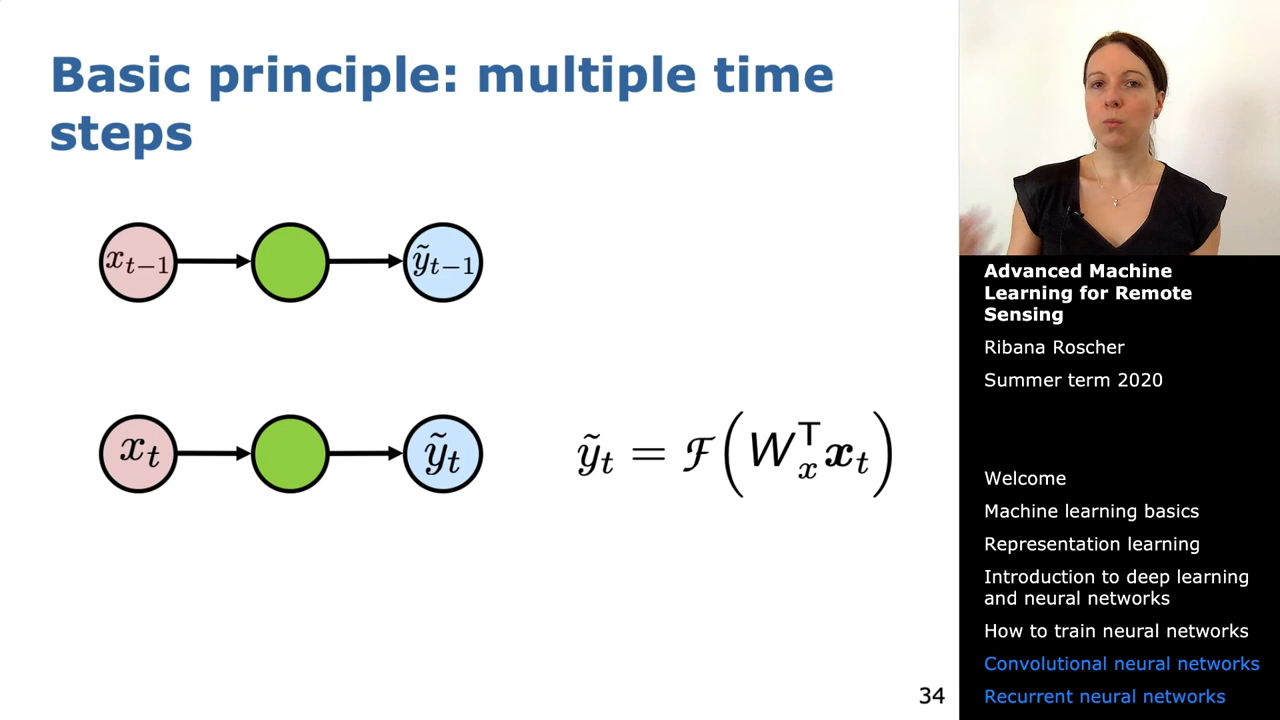 Basic principle: multiple time
steps
x_{t−1}
ỹ_{t−1}
x_t
ỹ_t
ỹ_t = ℱ(W_x^T x_t)
34
Advanced Machine
Learning for Remote
Sensing
Ribana Roscher
Summer term 2020
Welcome
Machine learning basics
Representation learning
Introduction to deep learning
and neural networks
How to train neural networks
Convolutional neural networks
Recurrent neural networks